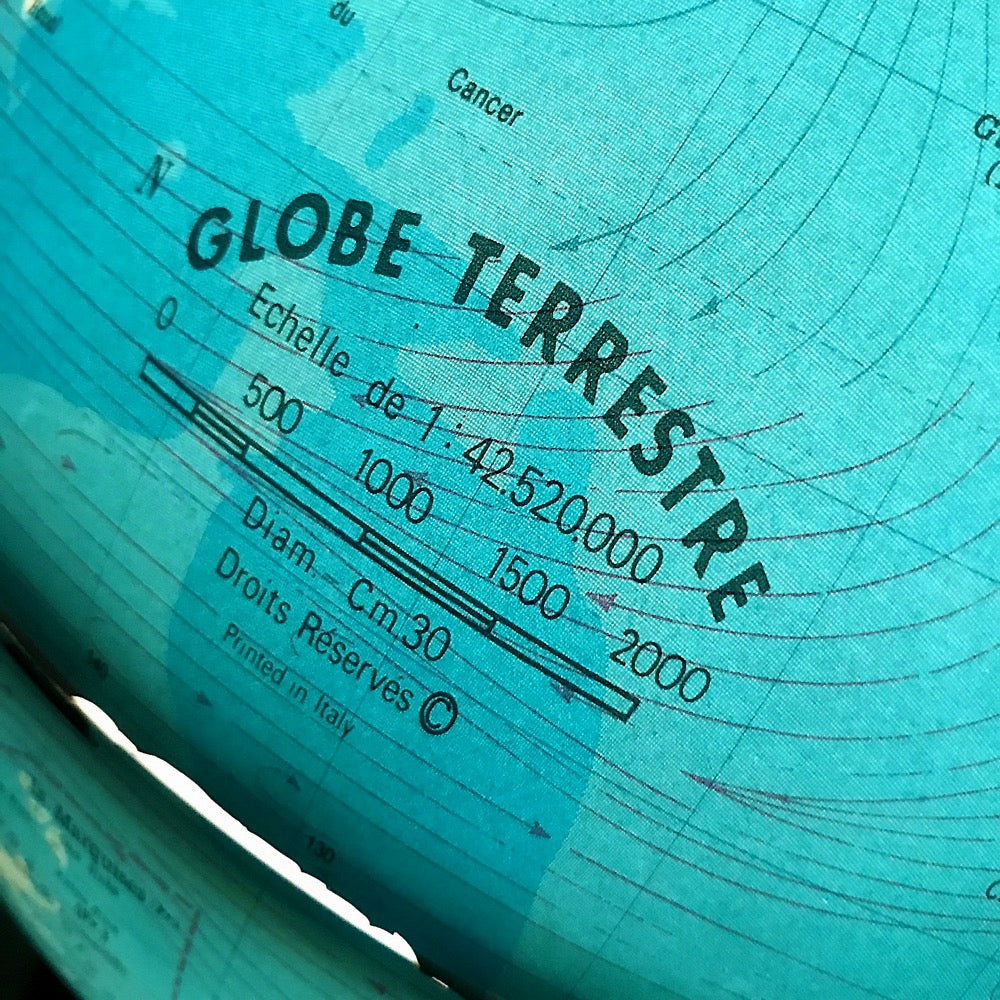 du
Cancer
N
GLOBE TERRESTRE
Echelle de 1:42.520.000
0 500 1000 1500 2000
Diam.- Cm.30
Droits Réservés ©
Printed in Italy
130